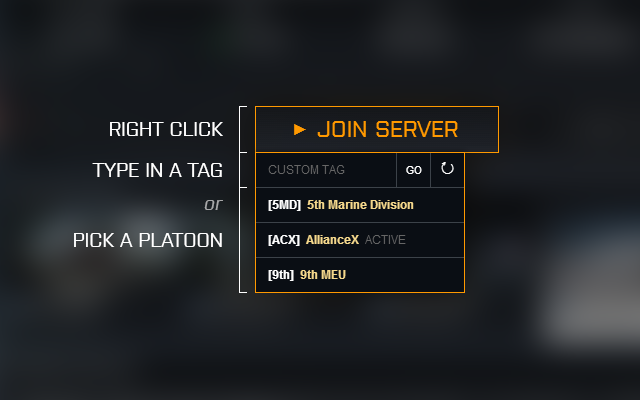 RIGHT CLICK
► JOIN SERVER
TYPE IN A TAG
CUSTOM TAG GO
or
[5MD] 5th Marine Division
PICK A PLATOON
[ACX] AllianceX ACTIVE
[9th] 9th MEU